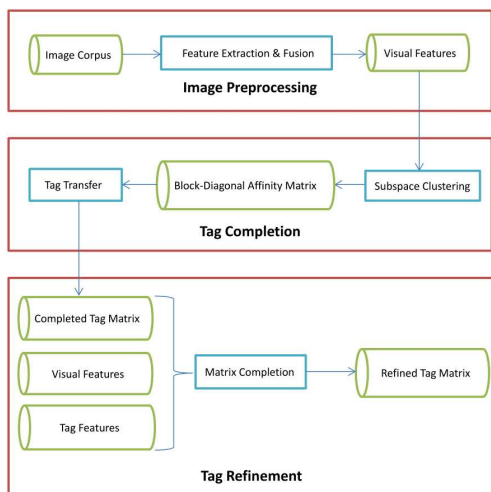 Image Corpus
Feature Extraction & Fusion
Visual Features
Image Preprocessing
Tag Transfer
Block-Diagonal Affinity Matrix
Subspace Clustering
Tag Completion
Completed Tag Matrix
Visual Features
Matrix Completion
Refined Tag Matrix
Tag Features
Tag Refinement